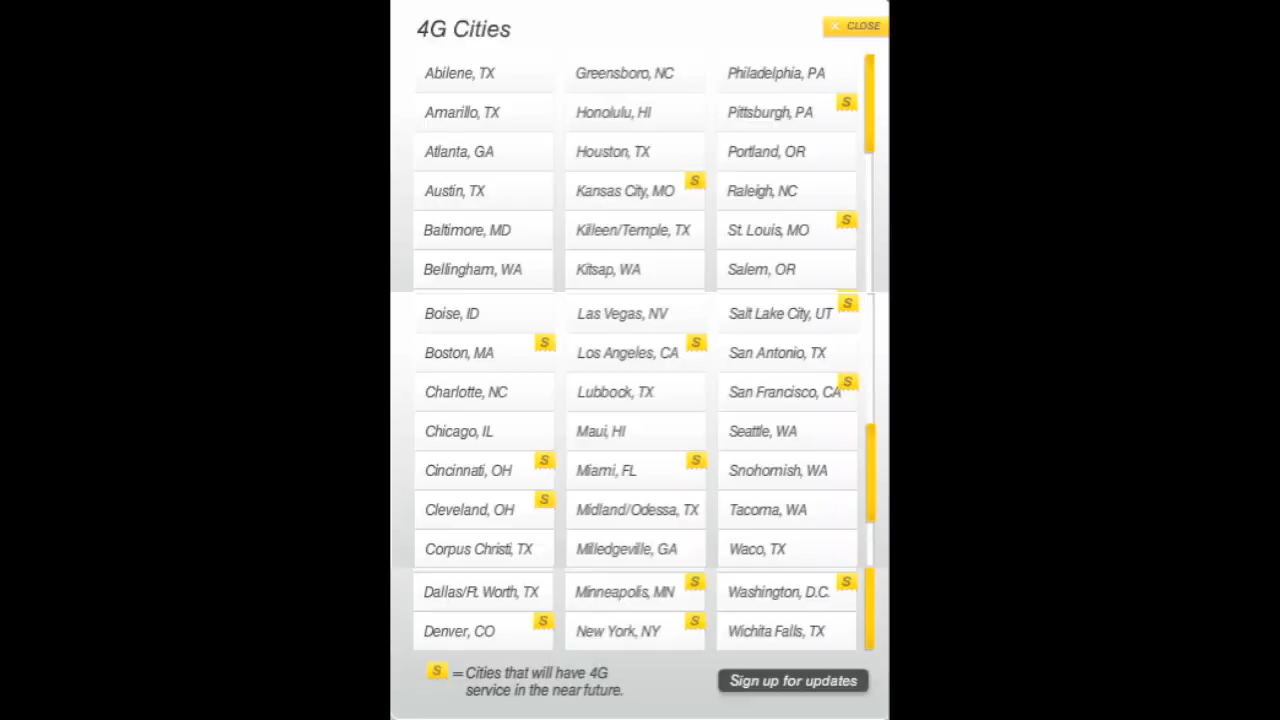 4G Cities
× CLOSE
Abilene, TX
Amarillo, TX
Atlanta, GA
Austin, TX
Baltimore, MD
Bellingham, WA
Boise, ID
Boston, MA S
Charlotte, NC
Chicago, IL
Cincinnati, OH S
Cleveland, OH S
Corpus Christi, TX
Dallas/Ft. Worth, TX
Denver, CO S
Greensboro, NC
Honolulu, HI
Houston, TX
Kansas City, MO S
Killeen/Temple, TX
Kitsap, WA
Las Vegas, NV
Los Angeles, CA S
Lubbock, TX
Maui, HI
Miami, FL S
Midland/Odessa, TX
Milledgeville, GA
Minneapolis, MN S
New York, NY S
Philadelphia, PA
Pittsburgh, PA S
Portland, OR
Raleigh, NC
St. Louis, MO S
Salem, OR
Salt Lake City, UT S
San Antonio, TX
San Francisco, CA S
Seattle, WA
Snohomish, WA
Tacoma, WA
Waco, TX
Washington, D.C. S
Wichita Falls, TX
S = Cities that will have 4G
service in the near future.
Sign up for updates